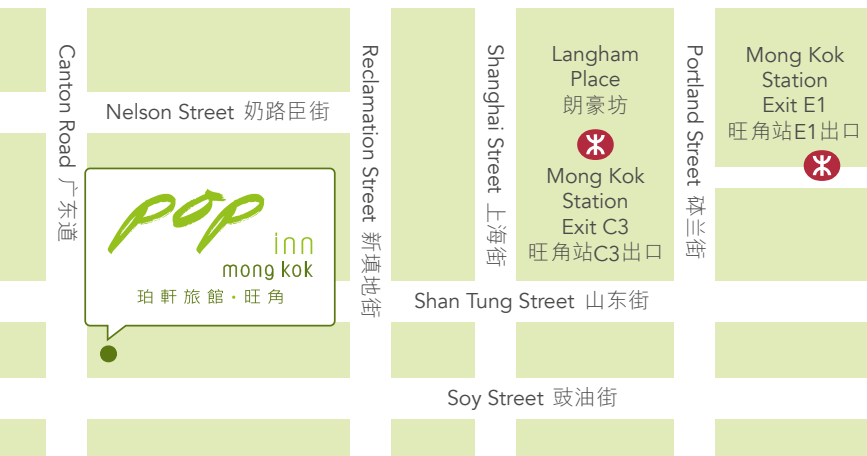 Canton Road 广东道
Nelson Street 奶路臣街
pop
inn
mong kok
珀軒旅館·旺角
Reclamation Street 新填地街
Shanghai Street 上海街
Langham
Place
朗豪坊
Mong Kok
Station
Exit C3
旺角站C3出口
Portland Street 砵兰街
Mong Kok
Station
Exit E1
旺角站E1出口
Shan Tung Street 山东街
Soy Street 豉油街